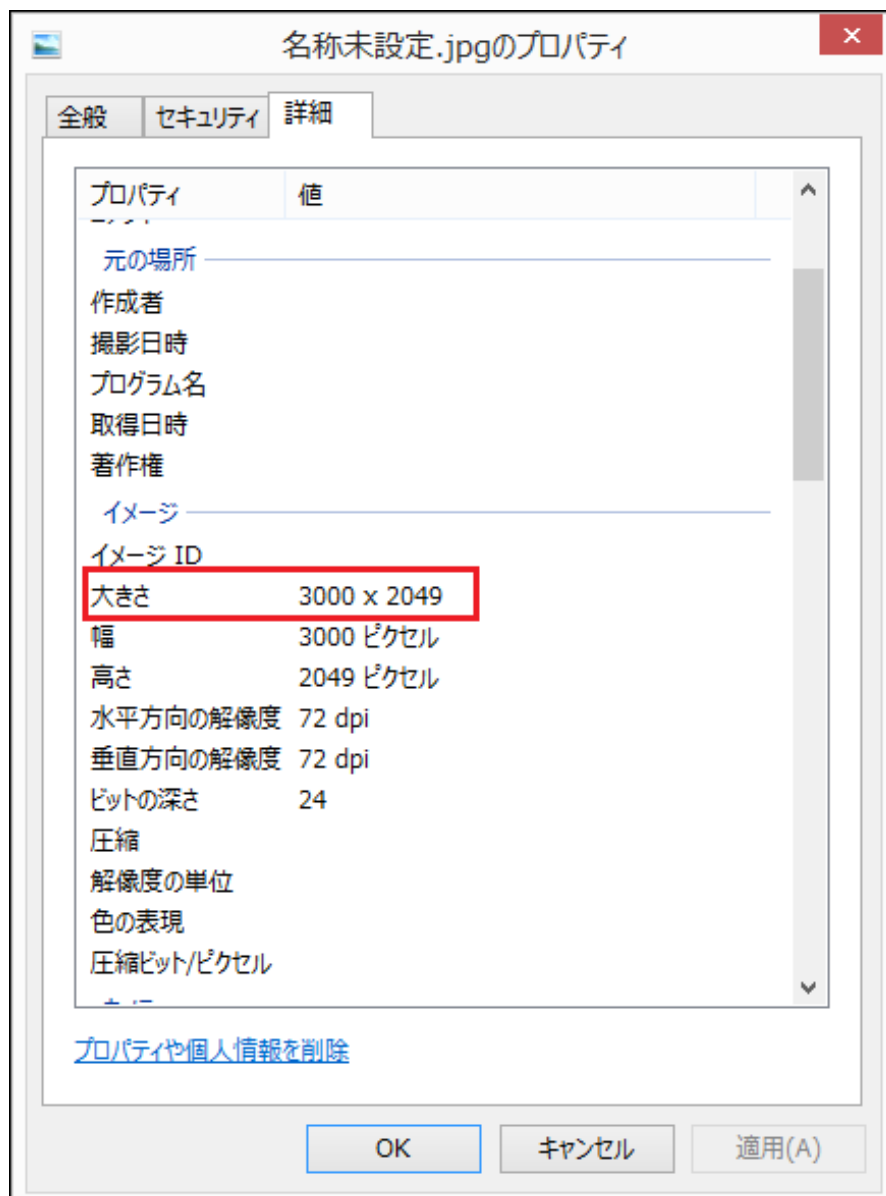 名称未設定.jpgのプロパティ
全般 セキュリティ 詳細
プロパティ 値
元の場所
作成者
撮影日時
プログラム名
取得日時
著作権
イメージ
イメージ ID
大きさ 3000 x 2049
幅 3000 ピクセル
高さ 2049 ピクセル
水平方向の解像度 72 dpi
垂直方向の解像度 72 dpi
ビットの深さ 24
圧縮
解像度の単位
色の表現
圧縮ビット/ピクセル
プロパティや個人情報を削除
OK キャンセル 適用(A)